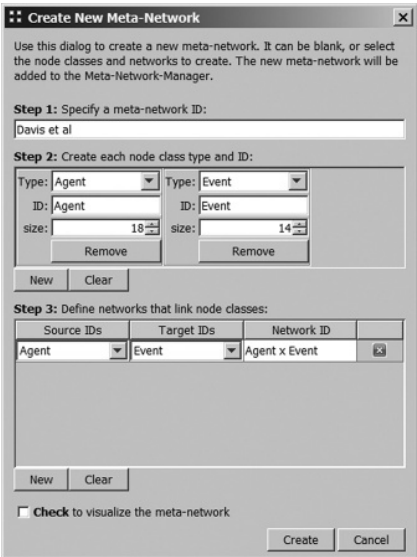 Create New Meta-Network
Use this dialog to create a new meta-network. It can be blank, or select
the node classes and networks to create. The new meta-network will be
added to the Meta-Network-Manager.
Step 1: Specify a meta-network ID:
Davis et al
Step 2: Create each node class type and ID:
Type: Agent Type: Event
ID: Agent ID: Event
size: 18 size: 14
Remove Remove
New Clear
Step 3: Define networks that link node classes:
Source IDs Target IDs Network ID
Agent Event Agent x Event
New Clear
Check to visualize the meta-network
Create Cancel